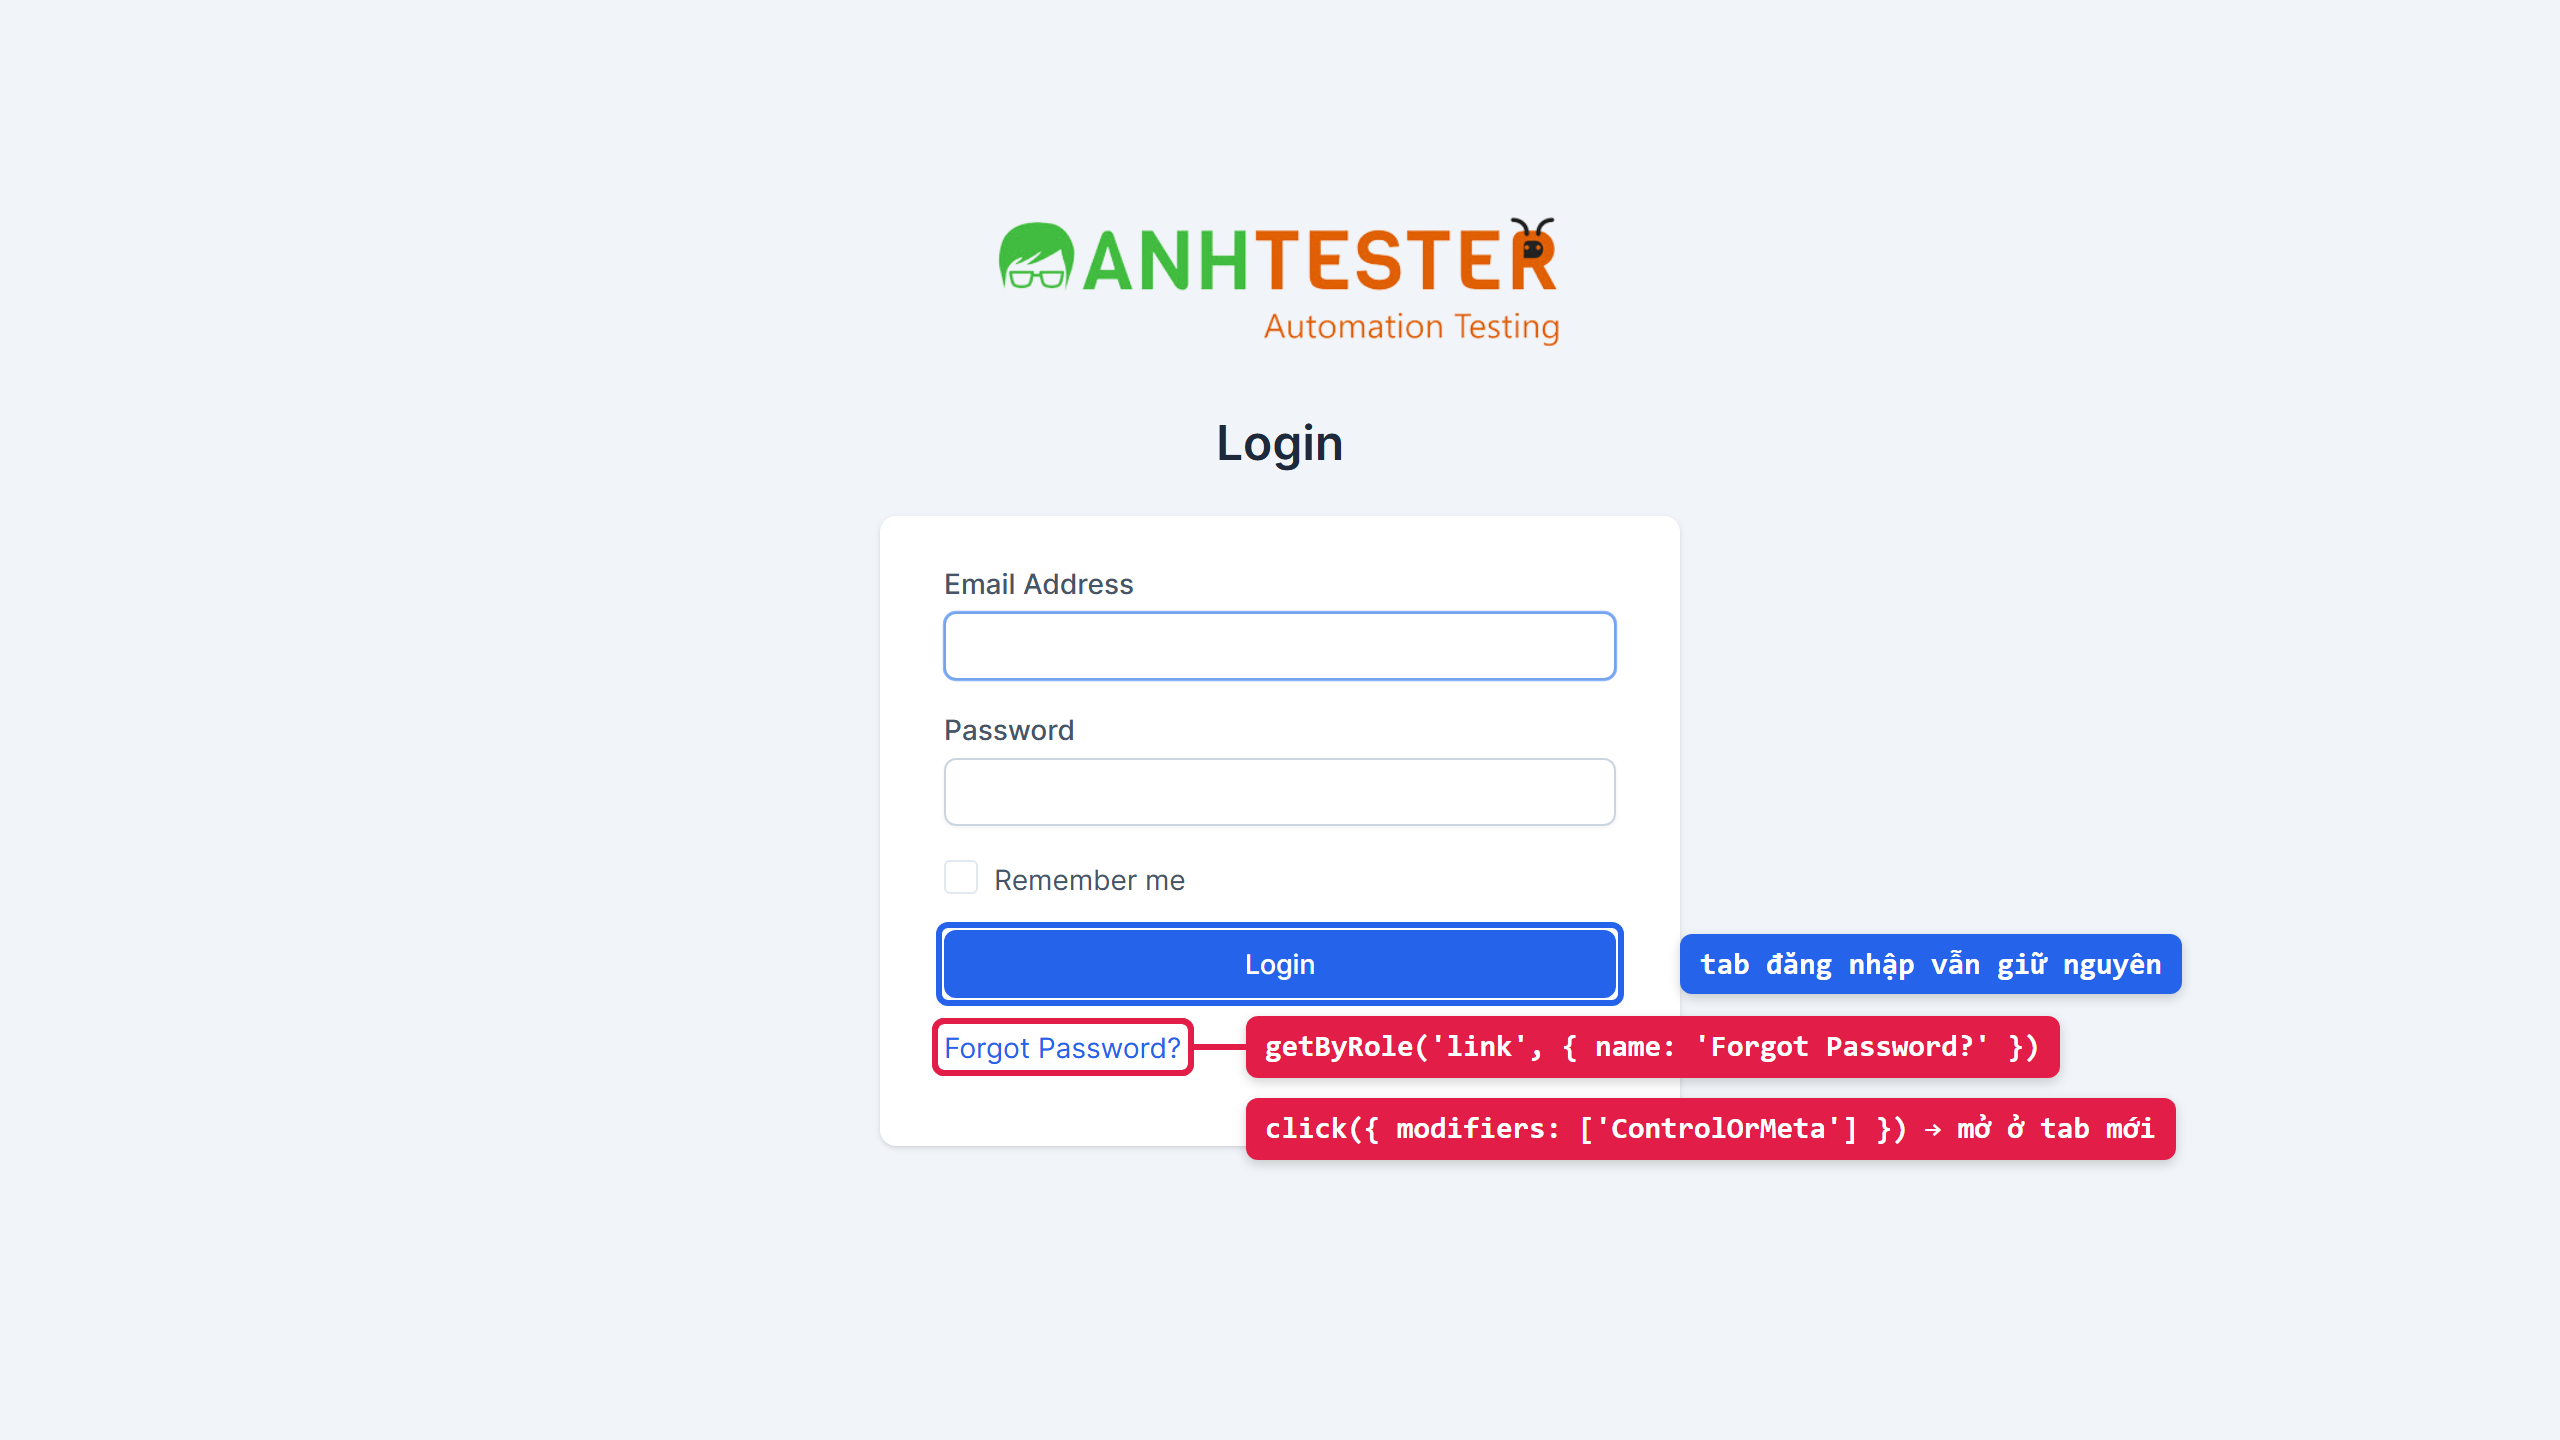 ANHTESTER
Automation Testing
Login
Email Address
Password
Remember me
Login
tab đăng nhập vẫn giữ nguyên
Forgot Password?
getByRole('link', { name: 'Forgot Password?' })
click({ modifiers: ['ControlOrMeta'] }) → mở ở tab mới